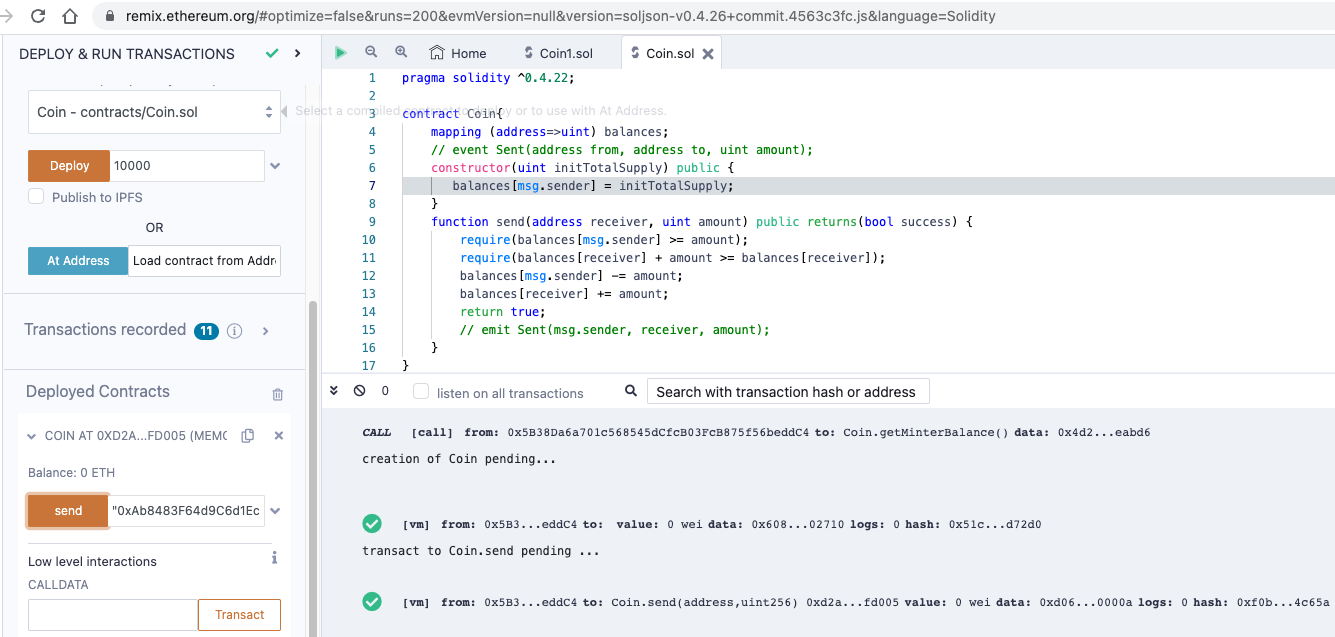 remix.ethereum.org/#optimize=false&runs=200&evmVersion=null&version=soljson-v0.4.26+commit.4563c3fc.js&language=Solidity
DEPLOY & RUN TRANSACTIONS
Coin - contracts/Coin.sol
Select a compiled contract to deploy or to use with At Address.
Deploy 10000
Publish to IPFS
OR
At Address Load contract from Addre
Transactions recorded 11 i
Deployed Contracts
COIN AT 0XD2A...FD005 (MEMO
Balance: 0 ETH
send "0xAb8483F64d9C6d1Ec
Low level interactions i
CALLDATA
Transact
Home Coin1.sol Coin.sol
1 pragma solidity ^0.4.22;
2
3 contract Coin{
4 mapping (address=>uint) balances;
5 // event Sent(address from, address to, uint amount);
6 constructor(uint initTotalSupply) public {
7 balances[msg.sender] = initTotalSupply;
8 }
9 function send(address receiver, uint amount) public returns(bool success) {
10 require(balances[msg.sender] >= amount);
11 require(balances[receiver] + amount >= balances[receiver]);
12 balances[msg.sender] -= amount;
13 balances[receiver] += amount;
14 return true;
15 // emit Sent(msg.sender, receiver, amount);
16 }
17 }
0 listen on all transactions Search with transaction hash or address
CALL [call] from: 0x5B38Da6a701c568545dCfcB03FcB875f56beddC4 to: Coin.getMinterBalance() data: 0x4d2...eabd6
creation of Coin pending...
[vm] from: 0x5B3...eddC4 to: value: 0 wei data: 0x608...02710 logs: 0 hash: 0x51c...d72d0
transact to Coin.send pending ...
[vm] from: 0x5B3...eddC4 to: Coin.send(address,uint256) 0xd2a...fd005 value: 0 wei data: 0xd06...0000a logs: 0 hash: 0xf0b...4c65a